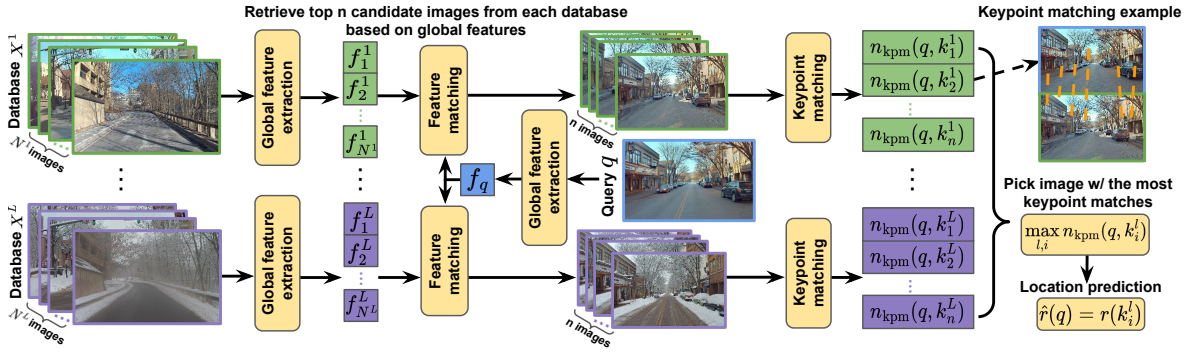 Retrieve top n candidate images from each database
based on global features
Keypoint matching example
Database X^1
N^1 images
Global feature
extraction
f_1^1
f_2^1
f_{N^1}^1
Feature
matching
n images
Keypoint
matching
n_kpm(q, k_1^1)
n_kpm(q, k_2^1)
n_kpm(q, k_n^1)
f_q
Global feature
extraction
Query q
Pick image w/ the most
keypoint matches
max_{l,i} n_kpm(q, k_i^l)
Location prediction
r̂(q) = r(k_i^l)
Database X^L
N^L images
Global feature
extraction
f_1^L
f_2^L
f_{N^L}^L
Feature
matching
n images
Keypoint
matching
n_kpm(q, k_1^L)
n_kpm(q, k_2^L)
n_kpm(q, k_n^L)